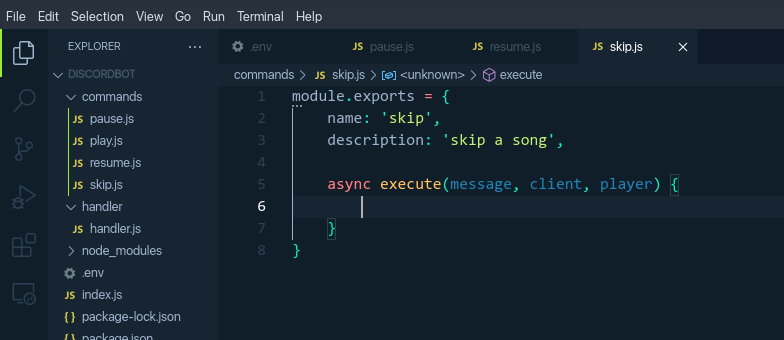 File Edit Selection View Go Run Terminal Help
EXPLORER ···
.env pause.js JS resume.js JS skip.js ×
DISCORDBOT
commands
JS pause.js
JS play.js
JS resume.js
JS skip.js
handler
JS handler.js
node_modules
.env
JS index.js
{ } package-lock.json
{ } package.json
commands > JS skip.js > <unknown> > execute
1 module.exports = {
2 name: 'skip',
3 description: 'skip a song',
4
5 async execute(message, client, player) {
6
7 }
8 }